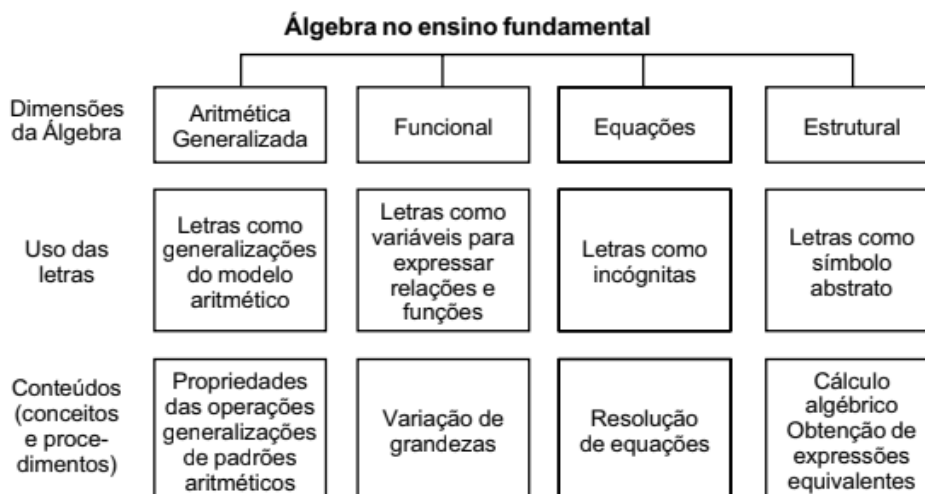 Álgebra no ensino fundamental
Dimensões
da Álgebra
Aritmética
Generalizada
Funcional
Equações
Estrutural
Uso das
letras
Letras como
generalizações
do modelo
aritmético
Letras como
variáveis para
expressar
relações e
funções
Letras como
incógnitas
Letras como
símbolo
abstrato
Conteúdos
(conceitos
e proce-
dimentos)
Propriedades
das operações
generalizações
de padrões
aritméticos
Variação de
grandezas
Resolução
de equações
Cálculo
algébrico
Obtenção de
expressões
equivalentes